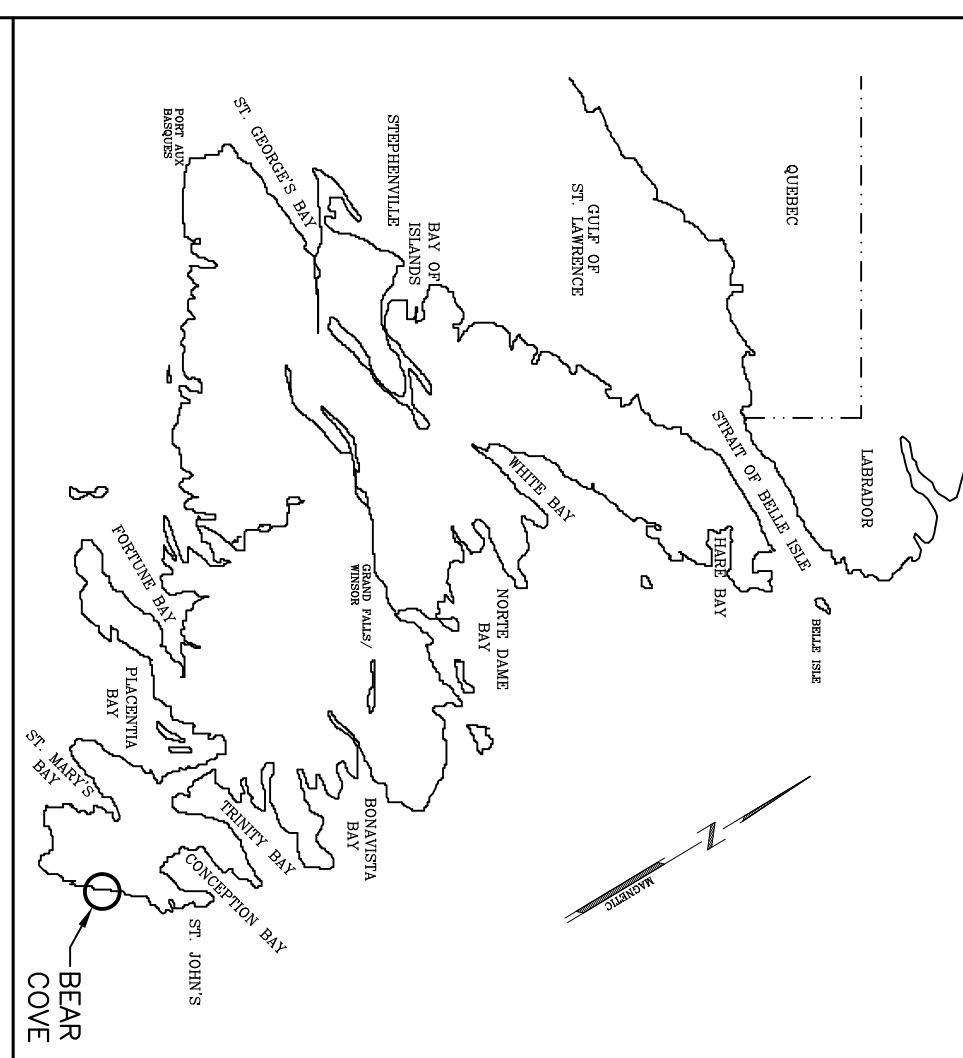 QUEBEC
LABRADOR
GULF OF
ST. LAWRENCE
STRAIT OF BELLE ISLE
BELLE ISLE
HARE BAY
WHITE BAY
NORTE DAME
BAY
BAY OF
ISLANDS
STEPHENVILLE
ST. GEORGE'S BAY
PORT AUX
BASQUES
GRAND FALLS/
WINSOR
FORTUNE BAY
PLACENTIA
BAY
ST. MARY'S
BAY
TRINITY BAY
BONAVISTA
BAY
CONCEPTION BAY
ST. JOHN'S
BEAR
COVE
N
MAGNETIC